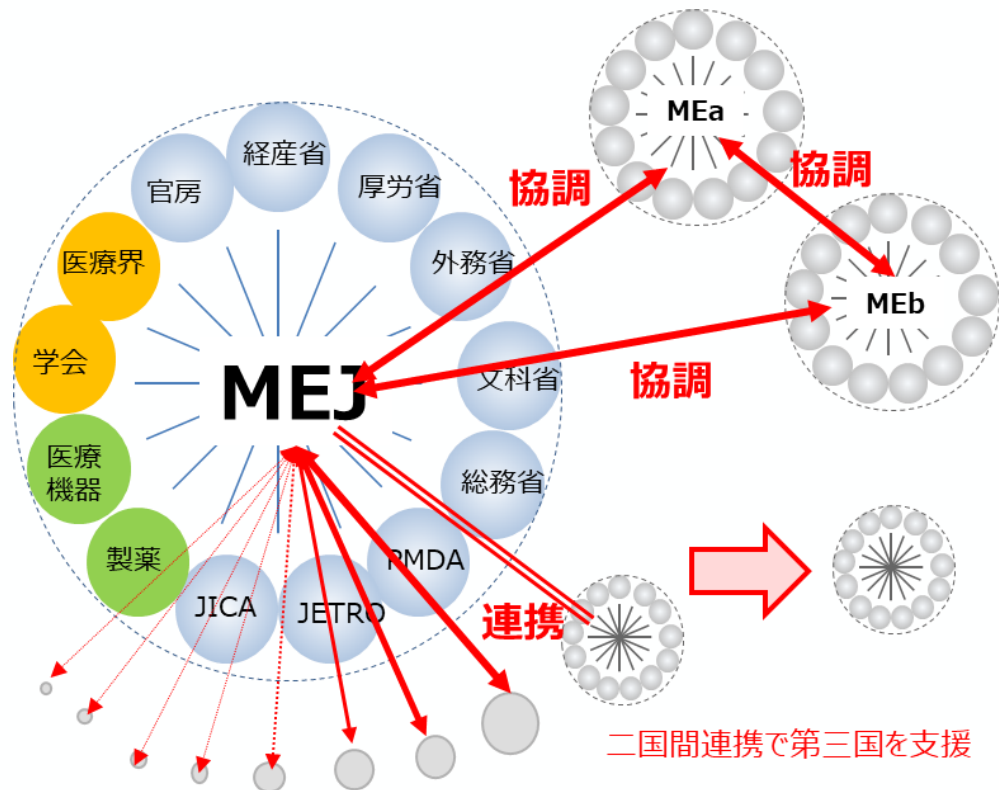 経産省
官房
厚労省
医療界
外務省
学会
文科省
医療
機器
総務省
製薬
PMDA
JICA
JETRO
MEJ
協調
MEa
協調
MEb
協調
連携
二国間連携で第三国を支援